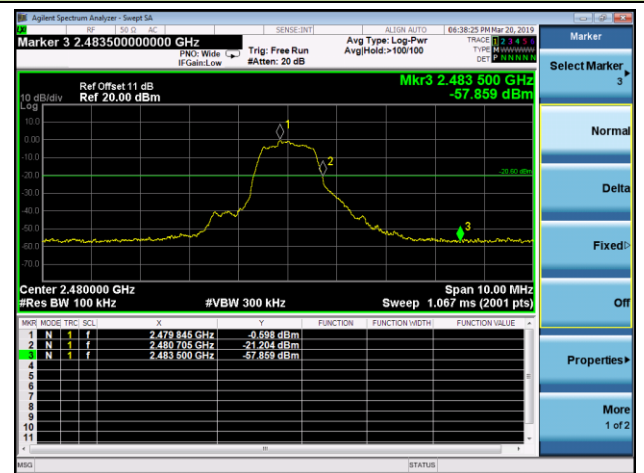 Agilent Spectrum Analyzer - Swept SA
RF 50 Ω AC SENSE:INT ALIGN AUTO 06:38:25 PM Mar 20, 2019
Marker 3 2.483500000000 GHz
PNO: Wide
IFGain:Low
Trig: Free Run
#Atten: 20 dB
Avg Type: Log-Pwr
Avg|Hold:>100/100
TRACE 1 2 3 4 5 6
TYPE M WWWWW
DET P N N N N N
Ref Offset 11 dB
Ref 20.00 dBm
10 dB/div
Log
Mkr3 2.483 500 GHz
-57.859 dBm
10.0
0.00
-10.0
-20.0
-30.0
-40.0
-50.0
-60.0
-70.0
1
2
3
-20.60 dBm
Center 2.480000 GHz
#Res BW 100 kHz
#VBW 300 kHz
Span 10.00 MHz
Sweep 1.067 ms (2001 pts)
MKR MODE TRC SCL X Y FUNCTION FUNCTION WIDTH FUNCTION VALUE
1 N 1 f 2.479 845 GHz -0.598 dBm
2 N 1 f 2.480 705 GHz -21.204 dBm
3 N 1 f 2.483 500 GHz -57.859 dBm
4
5
6
7
8
9
10
11
MSG
STATUS
Marker
Select Marker
3
Normal
Delta
Fixed
Off
Properties
More
1 of 2